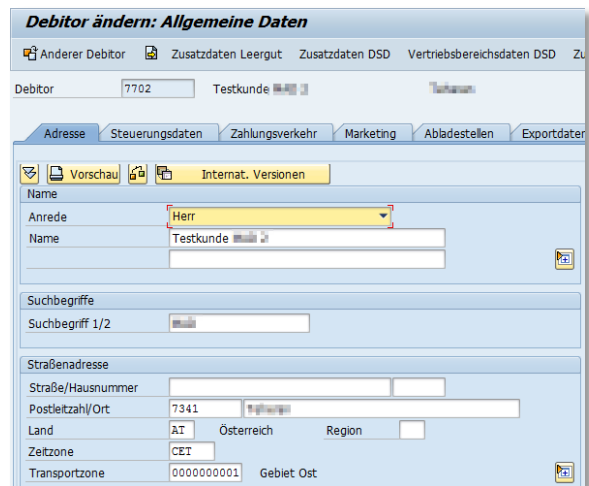 Debitor ändern: Allgemeine Daten
Anderer Debitor Zusatzdaten Leergut Zusatzdaten DSD Vertriebsbereichsdaten DSD Zu
Debitor 7702 Testkunde
Adresse Steuerungsdaten Zahlungsverkehr Marketing Abladestellen Exportdaten
Vorschau Internat. Versionen
Name
Anrede Herr
Name Testkunde
Suchbegriffe
Suchbegriff 1/2
Straßenadresse
Straße/Hausnummer
Postleitzahl/Ort 7341
Land AT Österreich Region
Zeitzone CET
Transportzone 0000000001 Gebiet Ost